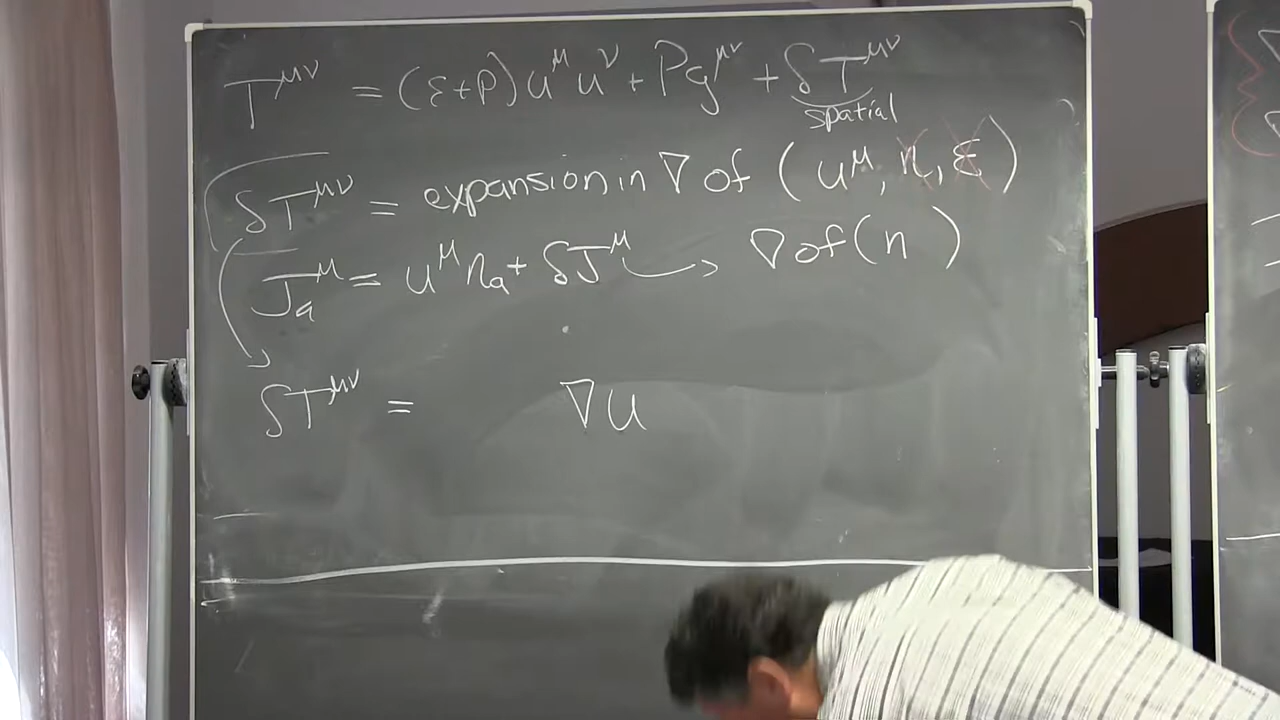 T^{μν} = (ε+P) u^μ u^ν + P g^{μν} + δT^{μν}
spatial
δT^{μν} = expansion in ∇ of (u^μ, n, ε)
J_a^μ = u^μ n_a + δJ^μ → ∇ of (n )
δT^{μν} = ∇u